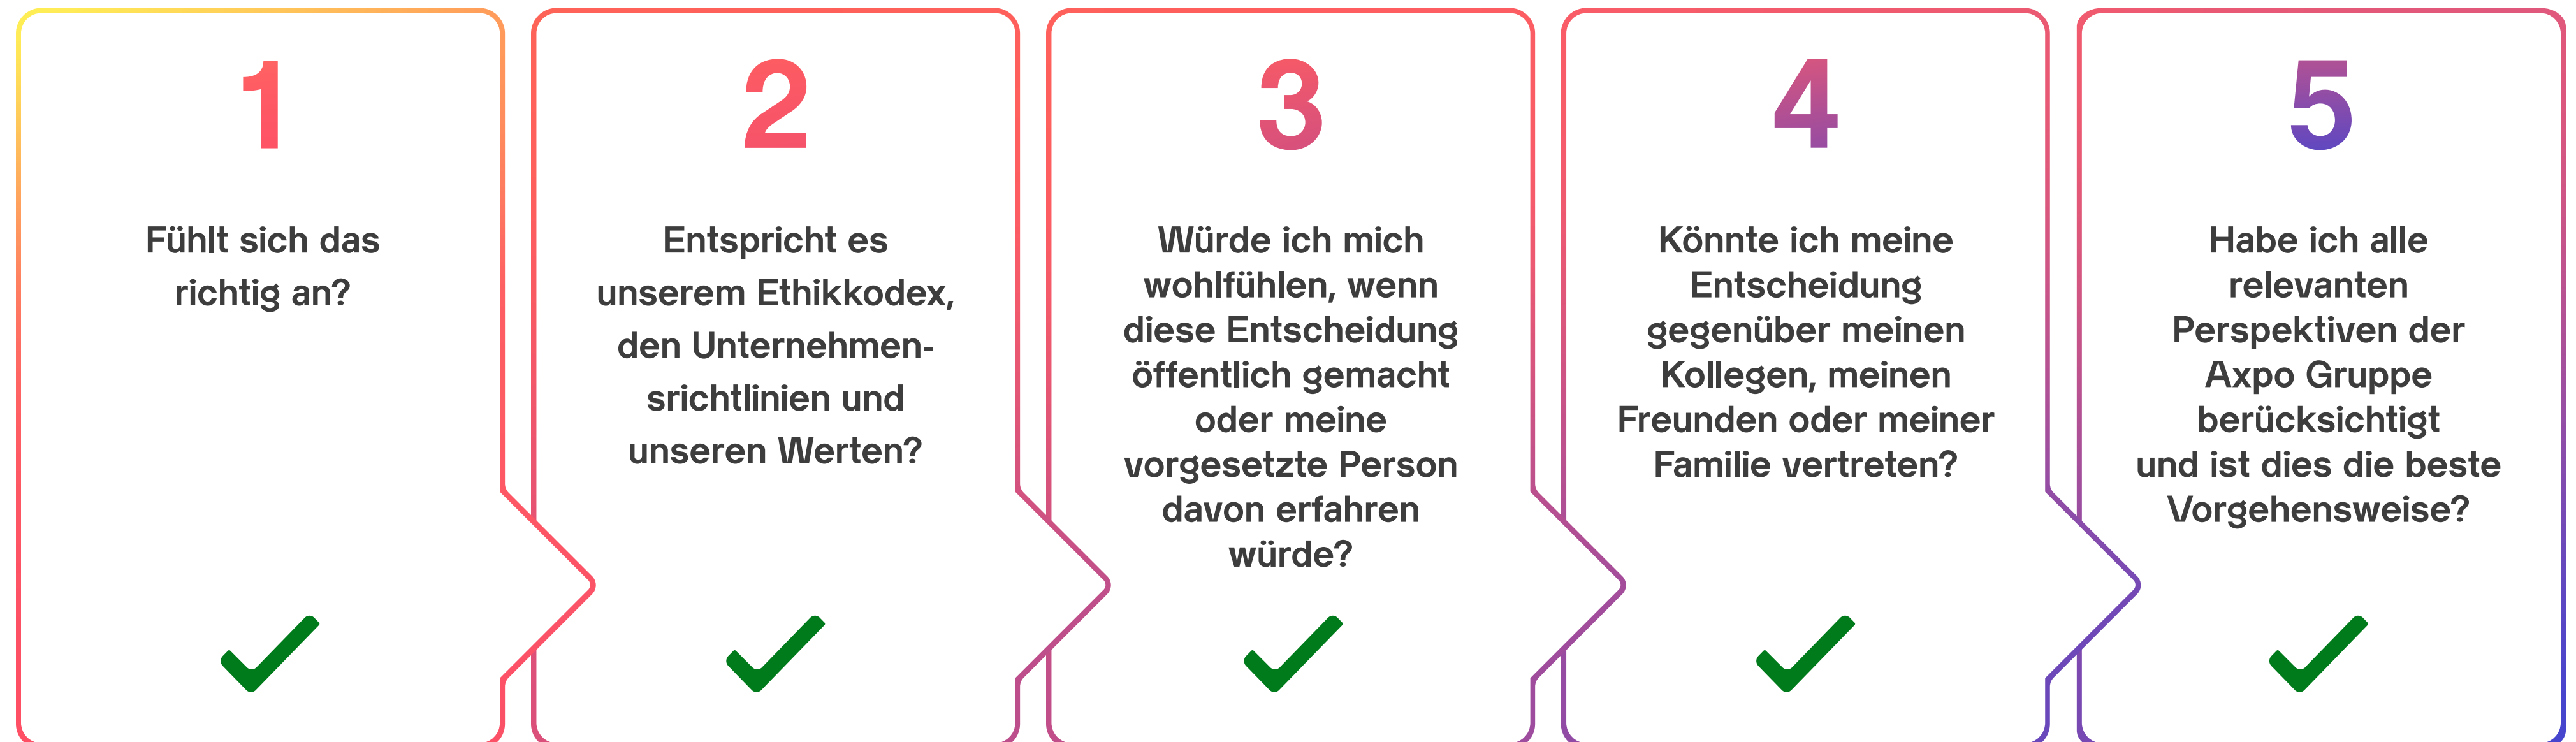 1
Fühlt sich das
richtig an?
2
Entspricht es
unserem Ethikkodex,
den Unternehmen-
srichtlinien und
unseren Werten?
3
Würde ich mich
wohlfühlen, wenn
diese Entscheidung
öffentlich gemacht
oder meine
vorgesetzte Person
davon erfahren
würde?
4
Könnte ich meine
Entscheidung
gegenüber meinen
Kollegen, meinen
Freunden oder meiner
Familie vertreten?
5
Habe ich alle
relevanten
Perspektiven der
Axpo Gruppe
berücksichtigt
und ist dies die beste
Vorgehensweise?